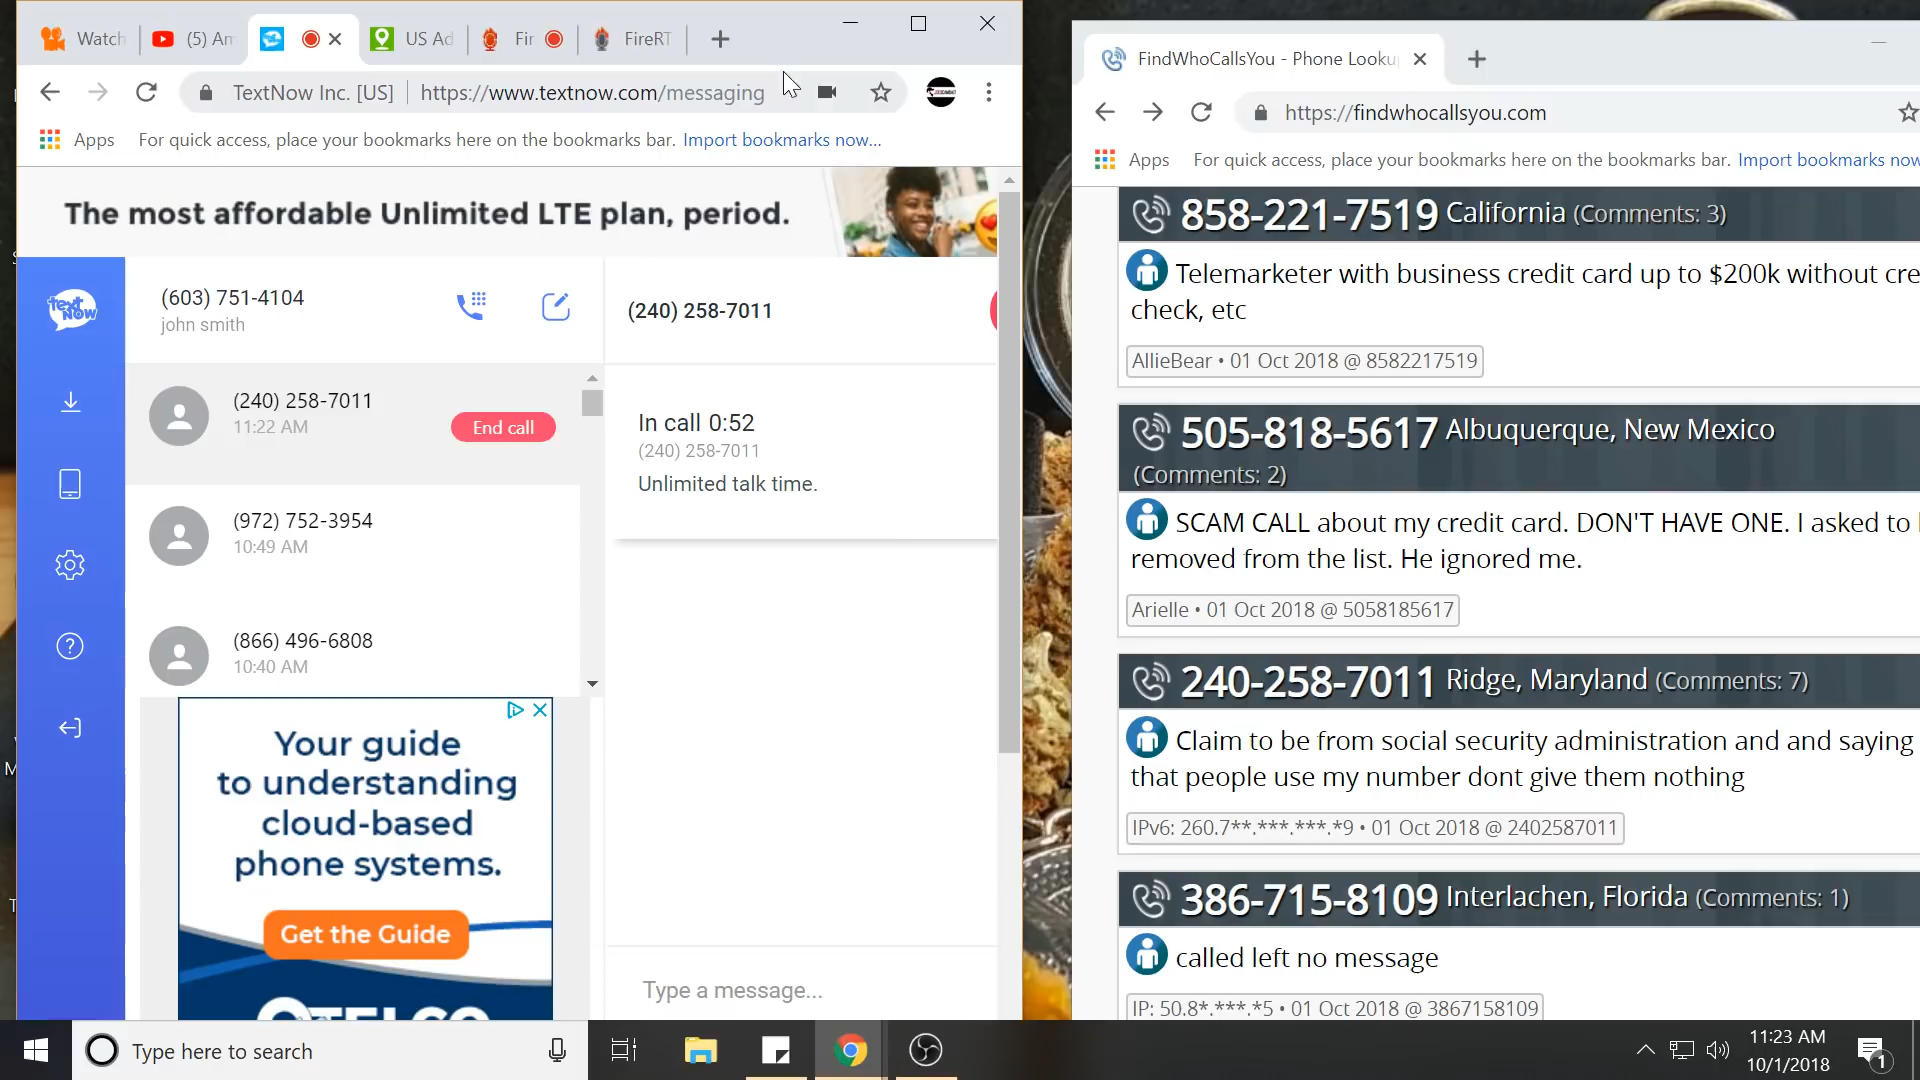 Watch
(5) Am
US Ad
Fir
FireRT
TextNow Inc. [US]
https://www.textnow.com/messaging
Apps
For quick access, place your bookmarks here on the bookmarks bar. Import bookmarks now...
The most affordable Unlimited LTE plan, period.
text
now
(603) 751-4104
john smith
(240) 258-7011
11:22 AM
End call
(972) 752-3954
10:49 AM
(866) 496-6808
10:40 AM
(240) 258-7011
In call 0:52
(240) 258-7011
Unlimited talk time.
Your guide
to understanding
cloud-based
phone systems.
Get the Guide
OTELCO
Type a message...
FindWhoCallsYou - Phone Looku
https://findwhocallsyou.com
Apps
For quick access, place your bookmarks here on the bookmarks bar. Import bookmarks now
858-221-7519 California (Comments: 3)
Telemarketer with business credit card up to $200k without cre
check, etc
AllieBear • 01 Oct 2018 @ 8582217519
505-818-5617 Albuquerque, New Mexico
(Comments: 2)
SCAM CALL about my credit card. DON'T HAVE ONE. I asked to
removed from the list. He ignored me.
Arielle • 01 Oct 2018 @ 5058185617
240-258-7011 Ridge, Maryland (Comments: 7)
Claim to be from social security administration and and saying
that people use my number dont give them nothing
IPv6: 260.7**.***.***.*9 • 01 Oct 2018 @ 2402587011
386-715-8109 Interlachen, Florida (Comments: 1)
called left no message
IP: 50.8*.***.*5 • 01 Oct 2018 @ 3867158109
Type here to search
11:23 AM
10/1/2018
1